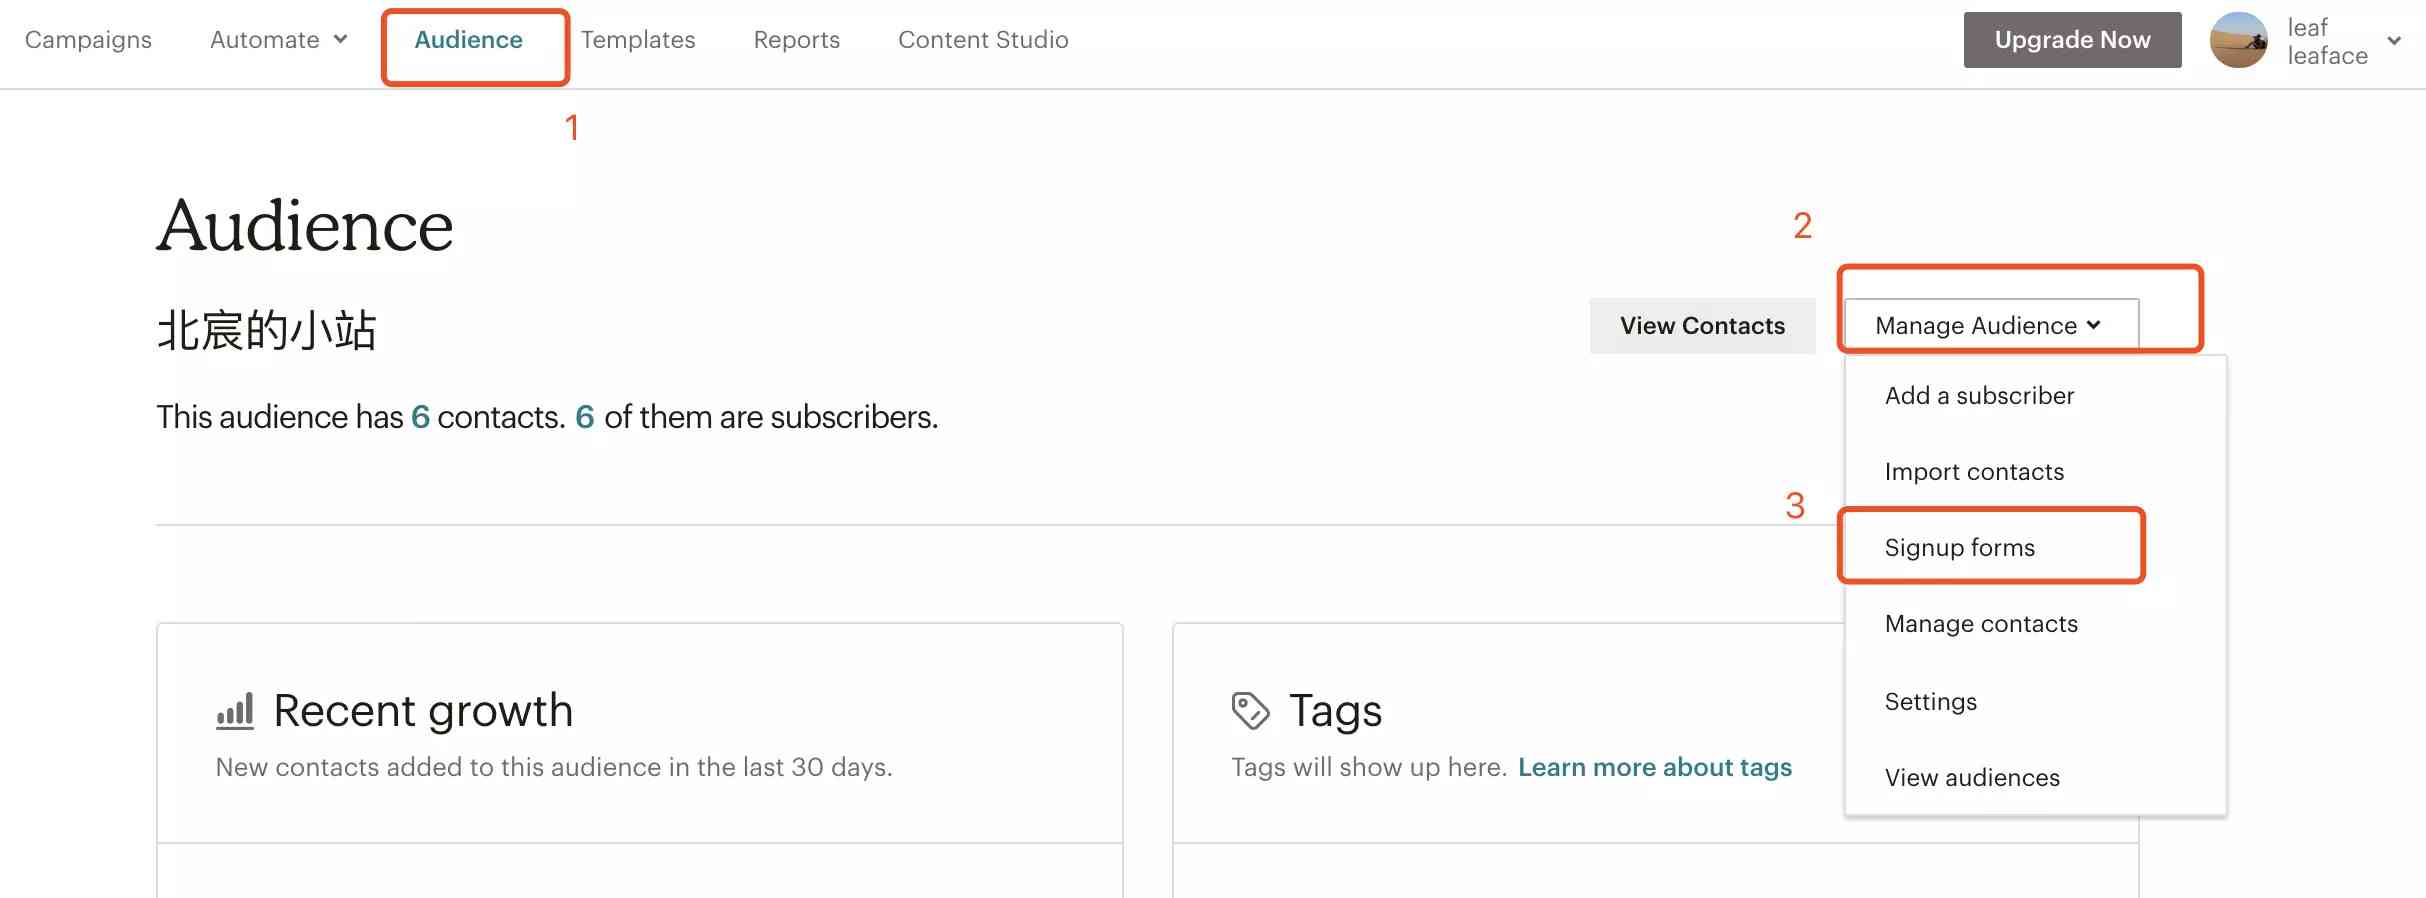 Campaigns Automate Audience Templates Reports Content Studio Upgrade Now leaf
leaface
1
Audience
2
北宸的小站
View Contacts Manage Audience
This audience has 6 contacts. 6 of them are subscribers.
Add a subscriber
Import contacts
3
Signup forms
Manage contacts
Settings
View audiences
Recent growth
New contacts added to this audience in the last 30 days.
Tags
Tags will show up here. Learn more about tags